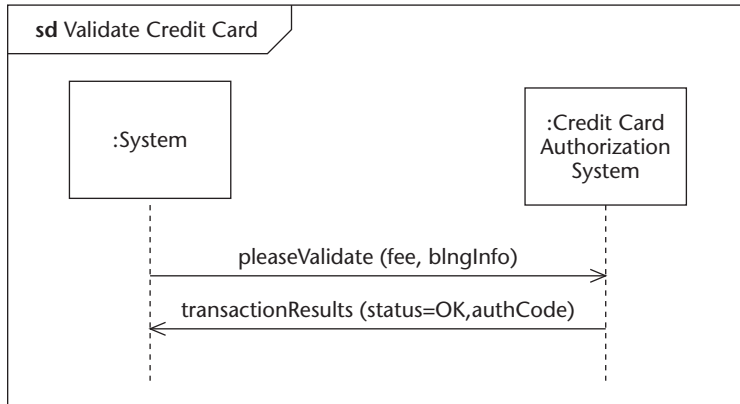 sd Validate Credit Card
:System
:Credit Card
Authorization
System
pleaseValidate (fee, blngInfo)
transactionResults (status=OK,authCode)